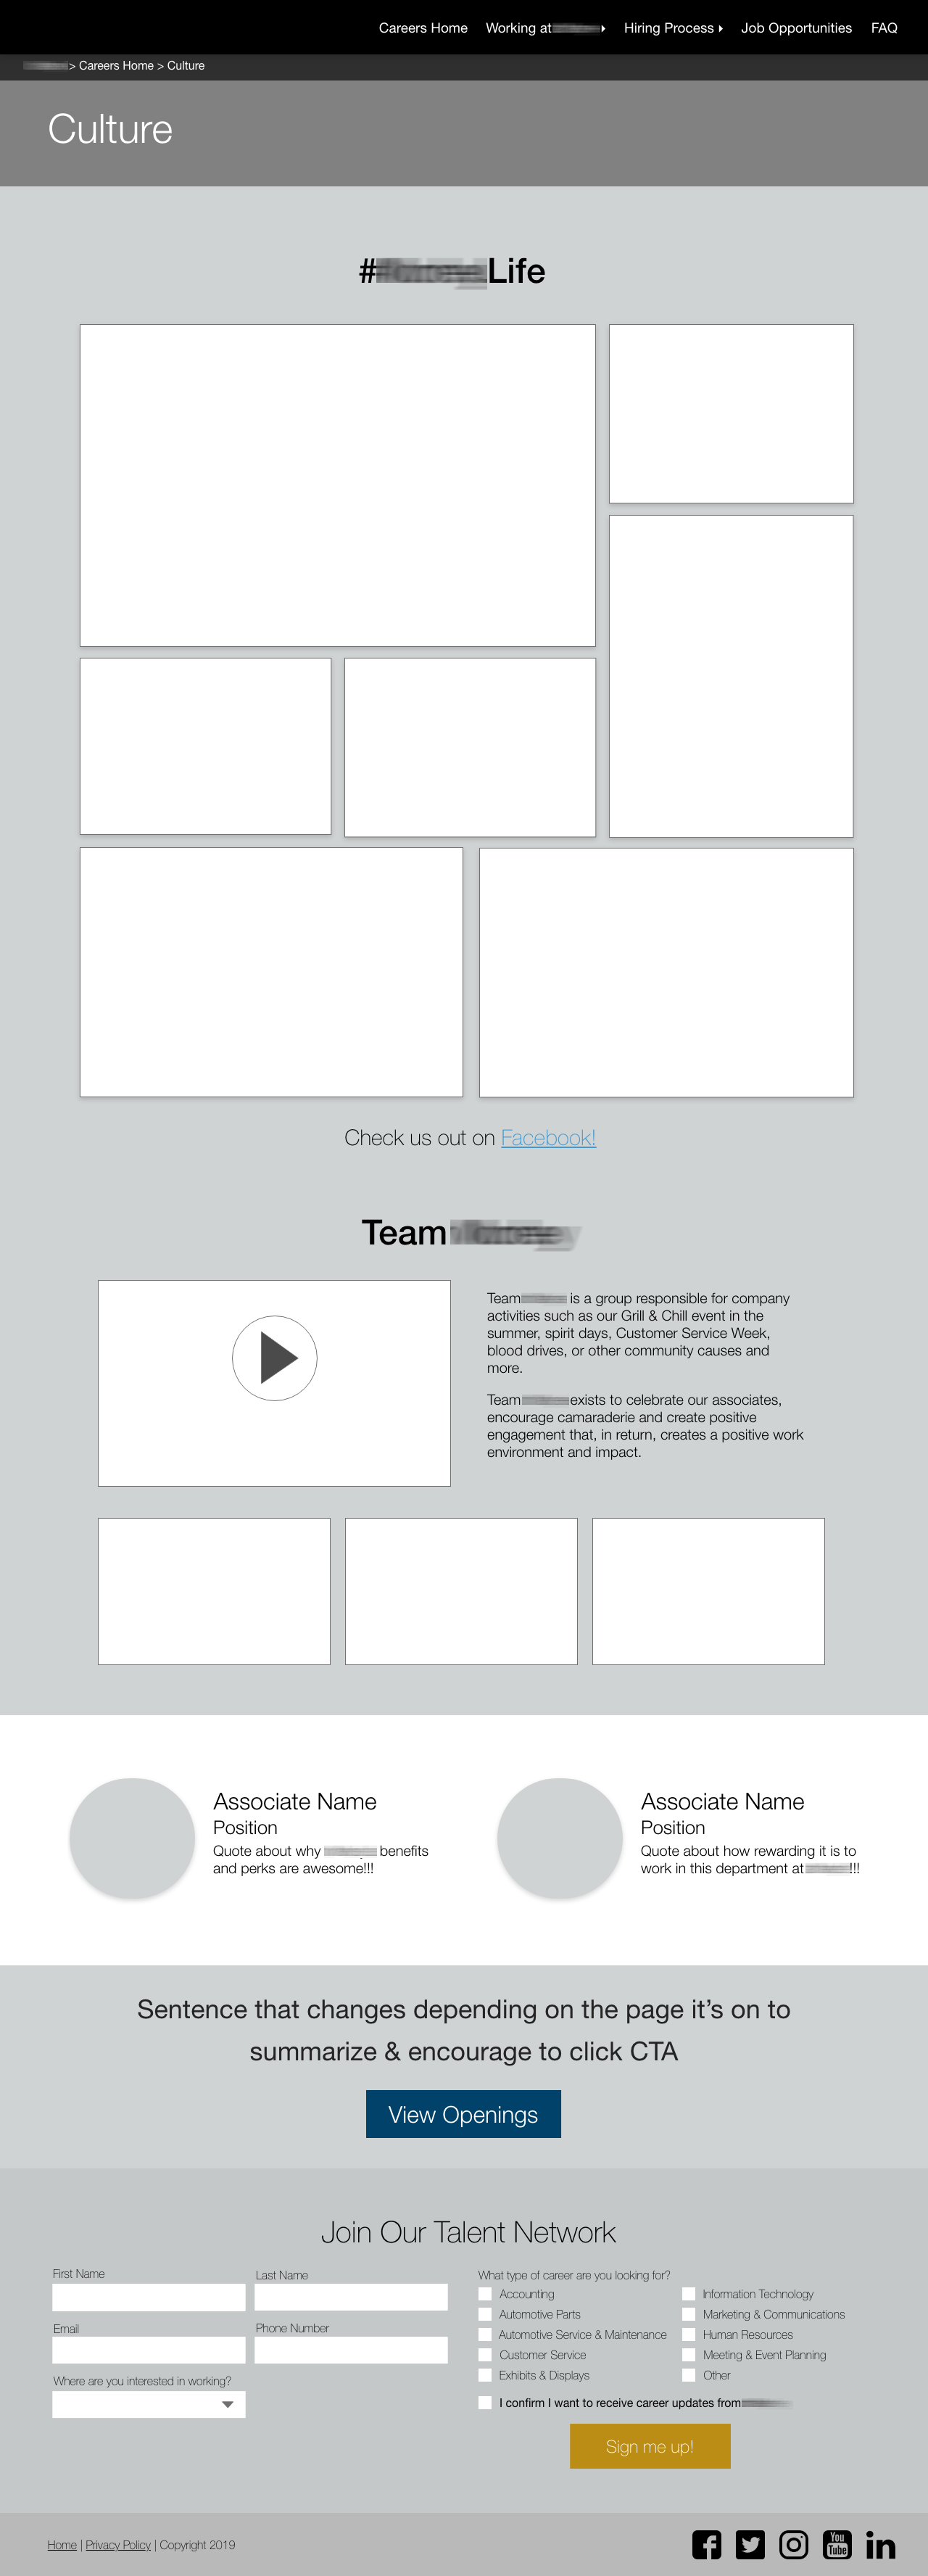 Careers Home Working at Hiring Process Job Opportunities FAQ
> Careers Home > Culture
Culture
# Life
Check us out on Facebook!
Team
Team is a group responsible for company
activities such as our Grill & Chill event in the
summer, spirit days, Customer Service Week,
blood drives, or other community causes and
more.
Team exists to celebrate our associates,
encourage camaraderie and create positive
engagement that, in return, creates a positive work
environment and impact.
Associate Name
Position
Quote about why benefits
and perks are awesome!!!
Associate Name
Position
Quote about how rewarding it is to
work in this department at !!!
Sentence that changes depending on the page it’s on to
summarize & encourage to click CTA
View Openings
Join Our Talent Network
First Name
Last Name
Email
Phone Number
Where are you interested in working?
What type of career are you looking for?
Accounting
Automotive Parts
Automotive Service & Maintenance
Customer Service
Exhibits & Displays
Information Technology
Marketing & Communications
Human Resources
Meeting & Event Planning
Other
I confirm I want to receive career updates from
Sign me up!
Home | Privacy Policy | Copyright 2019
You
Tube
in